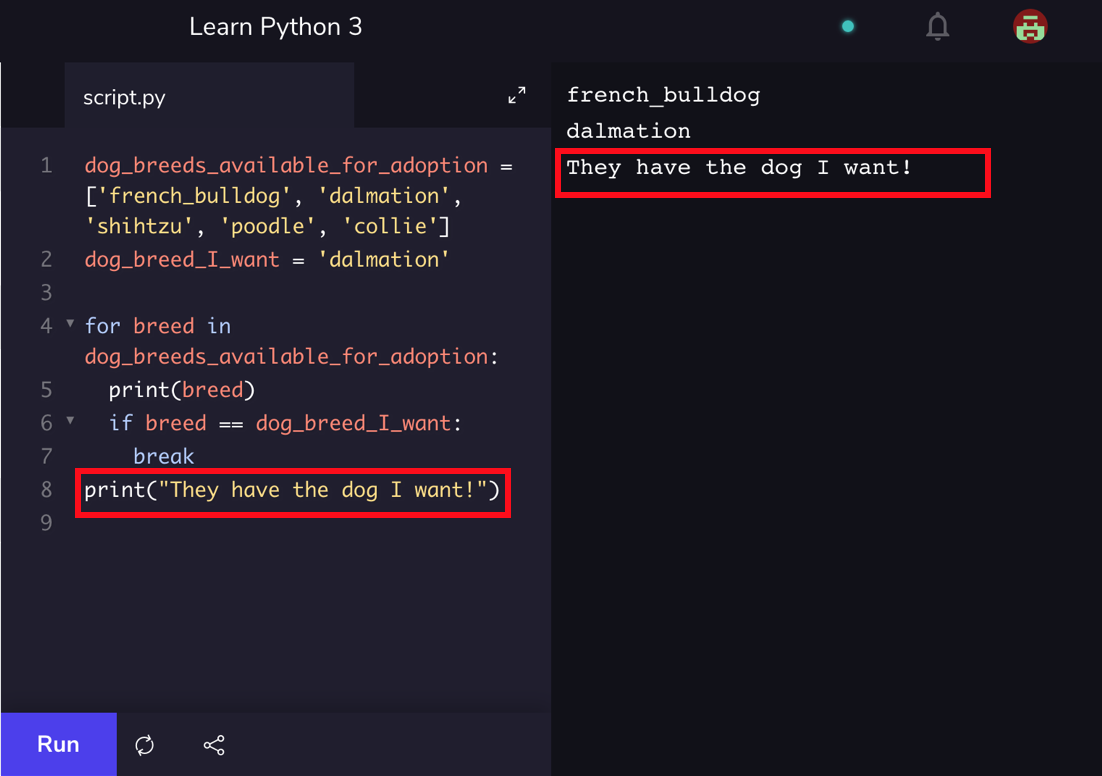 Learn Python 3
script.py
1 dog_breeds_available_for_adoption =
['french_bulldog', 'dalmation',
'shihtzu', 'poodle', 'collie']
2 dog_breed_I_want = 'dalmation'
3
4 for breed in
dog_breeds_available_for_adoption:
5   print(breed)
6   if breed == dog_breed_I_want:
7     break
8 print("They have the dog I want!")
9
Run
french_bulldog
dalmation
They have the dog I want!